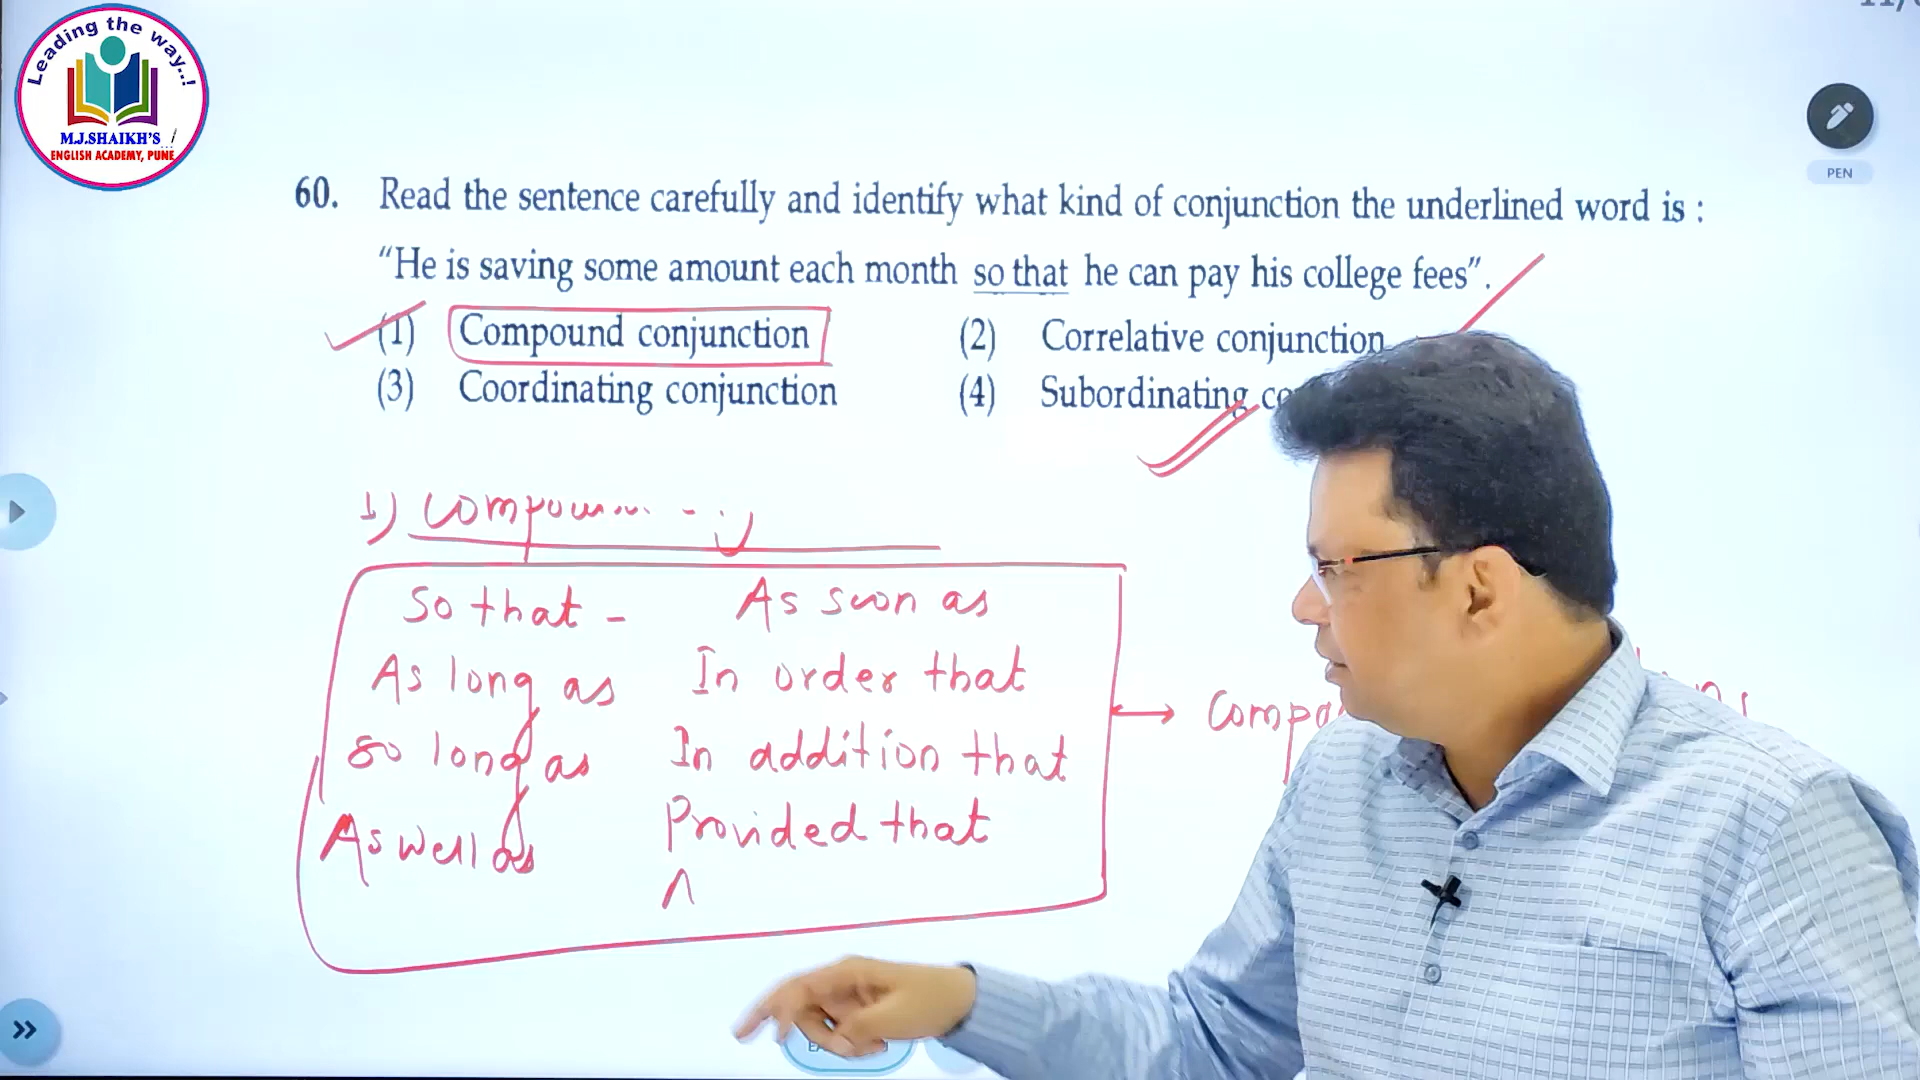 Leading the way..!
M.J.SHAIKH'S
ENGLISH ACADEMY, PUNE
11/
PEN
60. Read the sentence carefully and identify what kind of conjunction the underlined word is :
“He is saving some amount each month so that he can pay his college fees”.
(1) Compound conjunction (2) Correlative conjunction
(3) Coordinating conjunction (4) Subordinating co
1)
So that - As soon as
As long as In order that
so long as In addition that
As well as Provided that